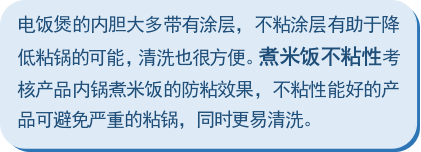 电饭煲的内胆大多带有涂层，不粘涂层有助于降
低粘锅的可能，清洗也很方便。煮米饭不粘性考
核产品内锅煮米饭的防粘效果，不粘性能好的产
品可避免严重的粘锅，同时更易清洗。